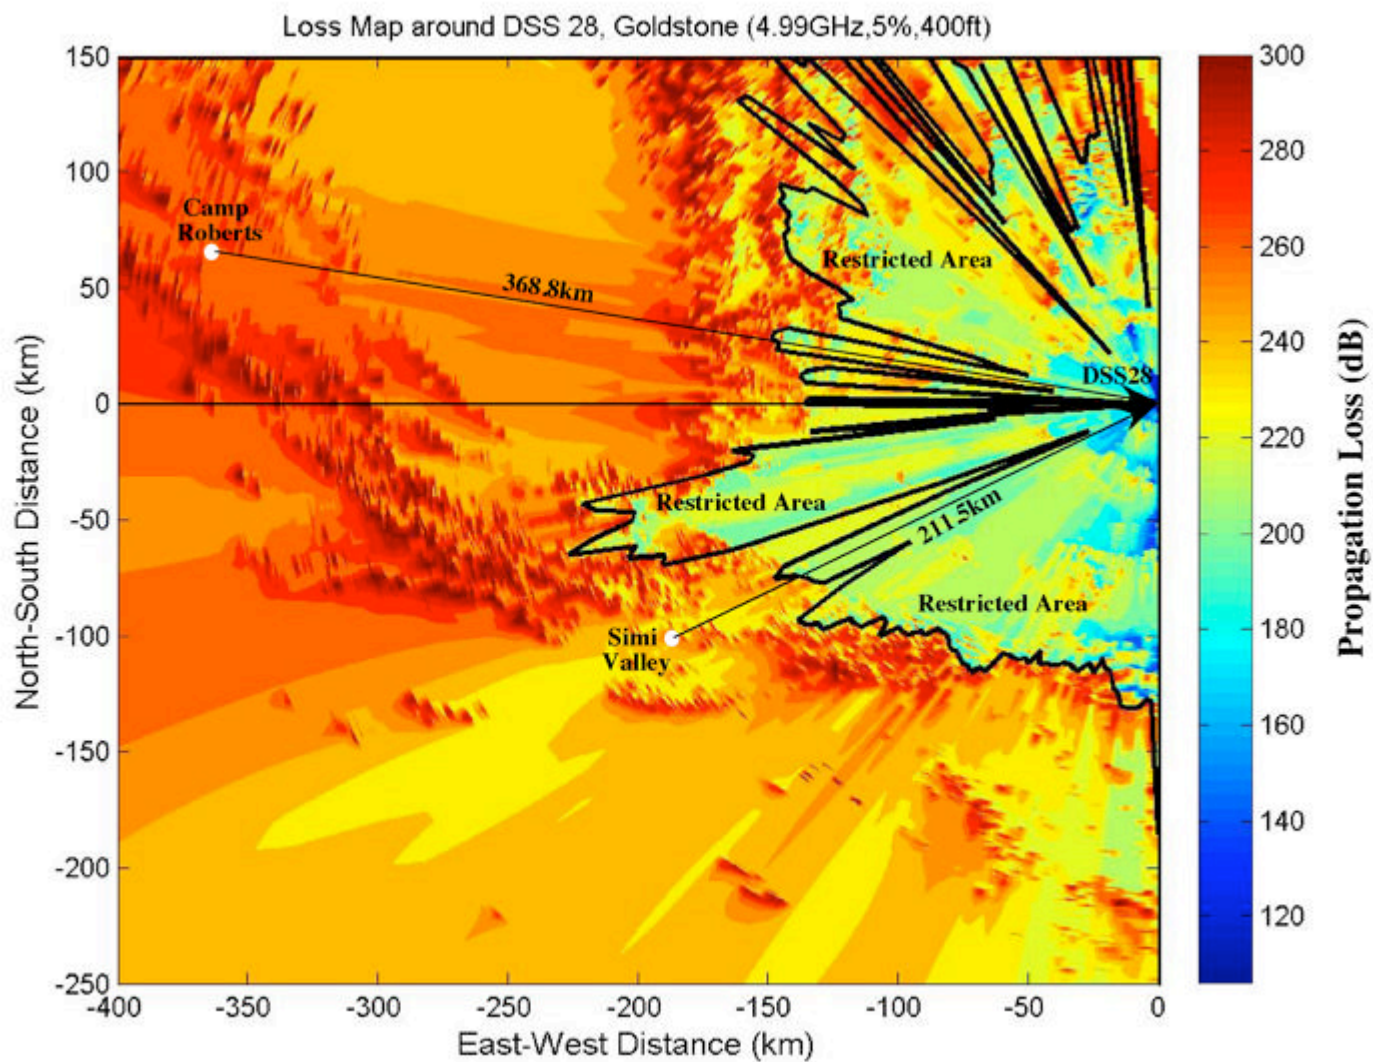 Loss Map around DSS 28, Goldstone (4.99GHz,5%,400ft)
150
100
50
0
-50
-100
-150
-200
-250
North-South Distance (km)
-400
-350
-300
-250
-200
-150
-100
-50
0
East-West Distance (km)
Camp
Roberts
368.8km
Restricted Area
DSS28
Restricted Area
211.5km
Restricted Area
Simi
Valley
300
280
260
240
220
200
180
160
140
120
Propagation Loss (dB)